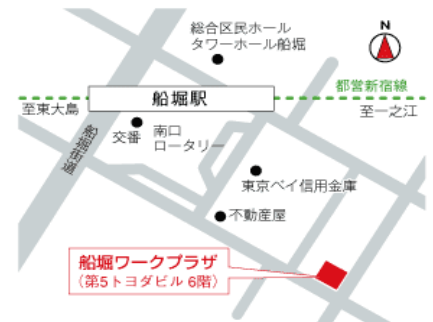 N
総合区民ホール
タワーホール船堀
都営新宿線
船堀駅
至東大島
至一之江
船堀街道
交番
南口
ロータリー
東京ベイ信用金庫
不動産屋
船堀ワークプラザ
(第5トヨダビル 6階)